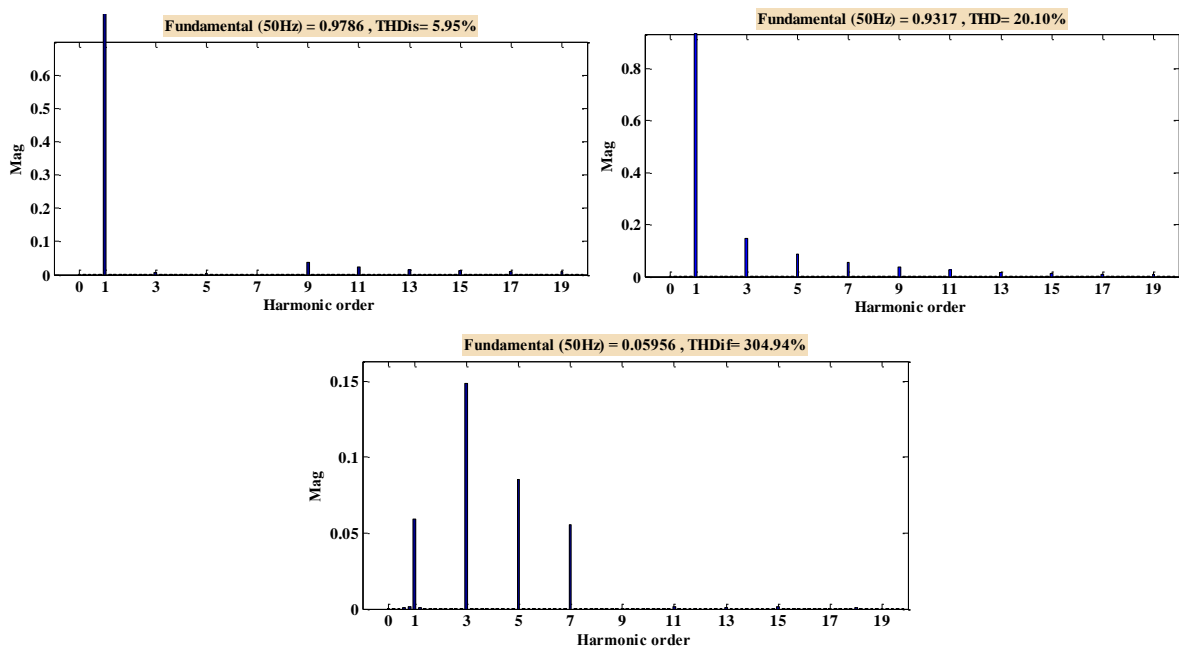 Fundamental (50Hz) = 0.9786 , THDis= 5.95%
0.6
0.5
0.4
0.3
0.2
0.1
0
Mag
0 1 3 5 7 9 11 13 15 17 19
Harmonic order
Fundamental (50Hz) = 0.9317 , THD= 20.10%
0.8
0.6
0.4
0.2
0
Mag
0 1 3 5 7 9 11 13 15 17 19
Harmonic order
Fundamental (50Hz) = 0.05956 , THDif= 304.94%
0.15
0.1
0.05
0
Mag
0 1 3 5 7 9 11 13 15 17 19
Harmonic order